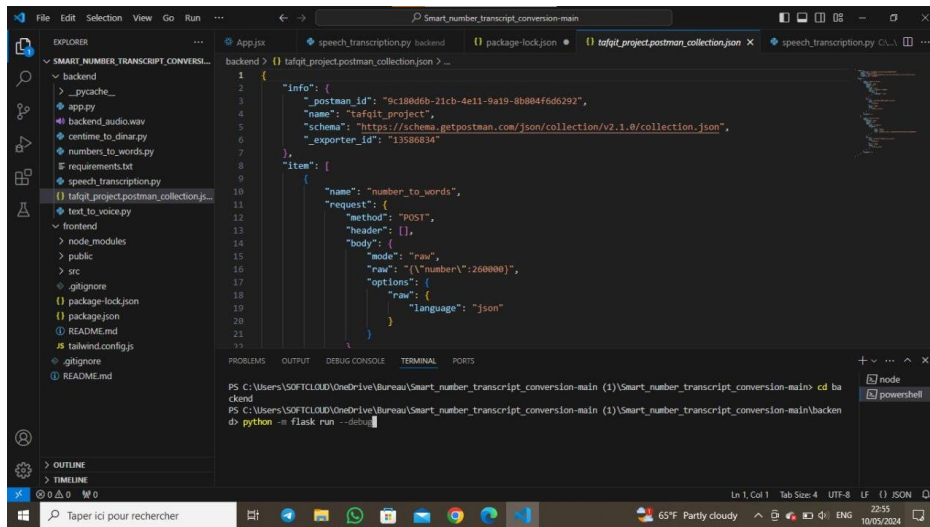 File Edit Selection View Go Run ... Smart_number_transcript_conversion-main
EXPLORER ...
App.jsx speech_transcription.py backend package-lock.json tafqit_project.postman_collection.json speech_transcription.py C:\...\
SMART_NUMBER_TRANSCRIPT_CONVERSI...
backend
__pycache__
app.py
backend_audio.wav
centime_to_dinar.py
numbers_to_words.py
requirements.txt
speech_transcription.py
tafqit_project.postman_collection.js...
text_to_voice.py
frontend
node_modules
public
src
.gitignore
package-lock.json
package.json
README.md
tailwind.config.js
.gitignore
README.md
OUTLINE
TIMELINE
backend > {} tafqit_project.postman_collection.json > ...
1 {
2 "info": {
3 "_postman_id": "9c180d6b-21cb-4e11-9a19-8b804f6d6292",
4 "name": "tafqit_project",
5 "schema": "https://schema.getpostman.com/json/collection/v2.1.0/collection.json",
6 "_exporter_id": "13586834"
7 },
8 "item": [
9 {
10 "name": "number_to_words",
11 "request": {
12 "method": "POST",
13 "header": [],
14 "body": {
15 "mode": "raw",
16 "raw": "{\"number\":260000}",
17 "options": {
18 "raw": {
19 "language": "json"
20 }
21 }
22 }
PROBLEMS OUTPUT DEBUG CONSOLE TERMINAL PORTS
node
powershell
PS C:\Users\SOFTCLOUD\OneDrive\Bureau\Smart_number_transcript_conversion-main (1)\Smart_number_transcript_conversion-main> cd ba
ckend
PS C:\Users\SOFTCLOUD\OneDrive\Bureau\Smart_number_transcript_conversion-main (1)\Smart_number_transcript_conversion-main\backen
d> python -m flask run --debug
0 0 0 Ln 1, Col 1 Tab Size: 4 UTF-8 LF {} JSON
Taper ici pour rechercher 65°F Partly cloudy ENG 22:55
10/05/2024